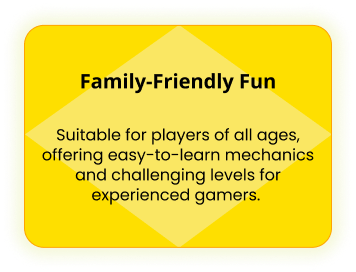 Family-Friendly Fun
Suitable for players of all ages,
offering easy-to-learn mechanics
and challenging levels for
experienced gamers.